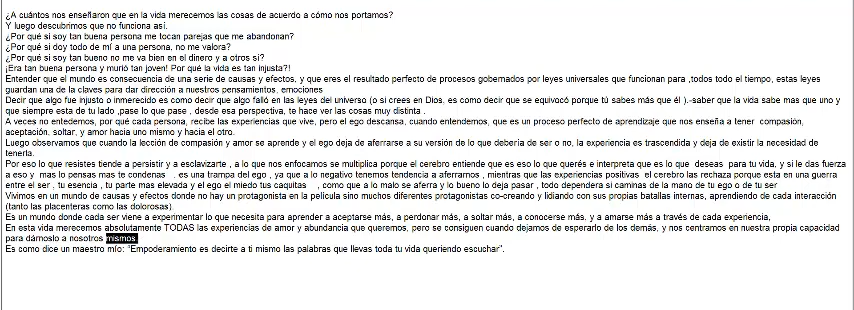 ¿A cuántos nos enseñaron que en la vida merecemos las cosas de acuerdo a cómo nos portamos?
Y luego descubrimos que no funciona así.
¿Por qué si soy tan buena persona me tocan parejas que me abandonan?
¿Por qué si doy todo de mí a una persona, no me valora?
¿Por qué si soy tan bueno no me va bien en el dinero y a otros si?
¡Era tan buena persona y murió tan joven! Por qué la vida es tan injusta?!
Entender que el mundo es consecuencia de una serie de causas y efectos, y que eres el resultado perfecto de procesos gobernados por leyes universales que funcionan para ,todos todo el tiempo, estas leyes
guardan una de la claves para dar dirección a nuestros pensamientos, emociones
Decir que algo fue injusto o inmerecido es como decir que algo falló en las leyes del universo (o si crees en Dios, es como decir que se equivocó porque tú sabes más que él ).-saber que la vida sabe mas que uno y
que siempre esta de tu lado ,pase lo que pase , desde esa perspectiva, te hace ver las cosas muy distinta .
A veces no entedemos, por qué cada persona, recibe las experiencias que vive, pero el ego descansa, cuando entendemos, que es un proceso perfecto de aprendizaje que nos enseña a tener compasión,
aceptación, soltar, y amor hacia uno mismo y hacia el otro.
Luego observamos que cuando la lección de compasión y amor se aprende y el ego deja de aferrarse a su versión de lo que debería de ser o no, la experiencia es trascendida y deja de existir la necesidad de
tenerla.
Por eso lo que resistes tiende a persistir y a esclavizarte , a lo que nos enfocamos se multiplica porque el cerebro entiende que es eso lo que querés e interpreta que es lo que deseas para tu vida, y si le das fuerza
a eso y mas lo pensas mas te condenas . es una trampa del ego , ya que a lo negativo tenemos tendencia a aferrarnos , mientras que las experiencias positivas el cerebro las rechaza porque esta en una guerra
entre el ser , tu esencia , tu parte mas elevada y el ego el miedo tus caquitas , como que a lo malo se aferra y lo bueno lo deja pasar , todo dependera si caminas de la mano de tu ego o de tu ser
Vivimos en un mundo de causas y efectos donde no hay un protagonista en la película sino muchos diferentes protagonistas co-creando y lidiando con sus propias batallas internas, aprendiendo de cada interacción
(tanto las placenteras como las dolorosas).
Es un mundo donde cada ser viene a experimentar lo que necesita para aprender a aceptarse más, a perdonar más, a soltar más, a conocerse más, y a amarse más a través de cada experiencia,
En esta vida merecemos absolutamente TODAS las experiencias de amor y abundancia que queremos, pero se consiguen cuando dejamos de esperarlo de los demás, y nos centramos en nuestra propia capacidad
para dárnoslo a nosotros mismos.
Es como dice un maestro mío: “Empoderamiento es decirte a ti mismo las palabras que llevas toda tu vida queriendo escuchar”.